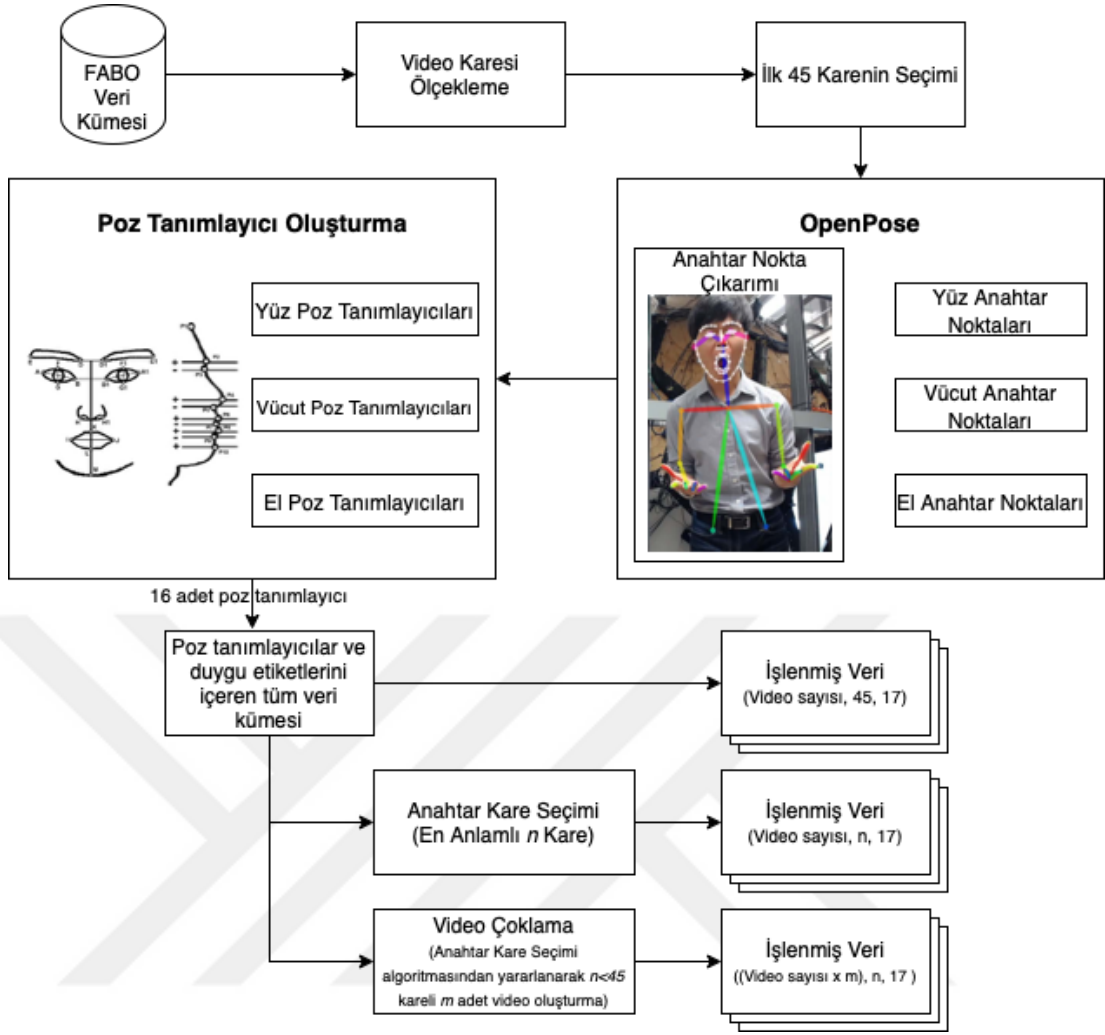 FABO
Veri
Kümesi
Video Karesi
Ölçekleme
İlk 45 Karenin Seçimi
Poz Tanımlayıcı Oluşturma
Yüz Poz Tanımlayıcıları
Vücut Poz Tanımlayıcıları
El Poz Tanımlayıcıları
OpenPose
Anahtar Nokta
Çıkarımı
Yüz Anahtar
Noktaları
Vücut Anahtar
Noktaları
El Anahtar Noktaları
16 adet poz tanımlayıcı
Poz tanımlayıcılar ve
duygu etiketlerini
içeren tüm veri
kümesi
İşlenmiş Veri
(Video sayısı, 45, 17)
Anahtar Kare Seçimi
(En Anlamlı n Kare)
İşlenmiş Veri
(Video sayısı, n, 17)
Video Çoklama
(Anahtar Kare Seçimi
algoritmasından yararlanarak n<45
kareli m adet video oluşturma)
İşlenmiş Veri
((Video sayısı x m), n, 17 )